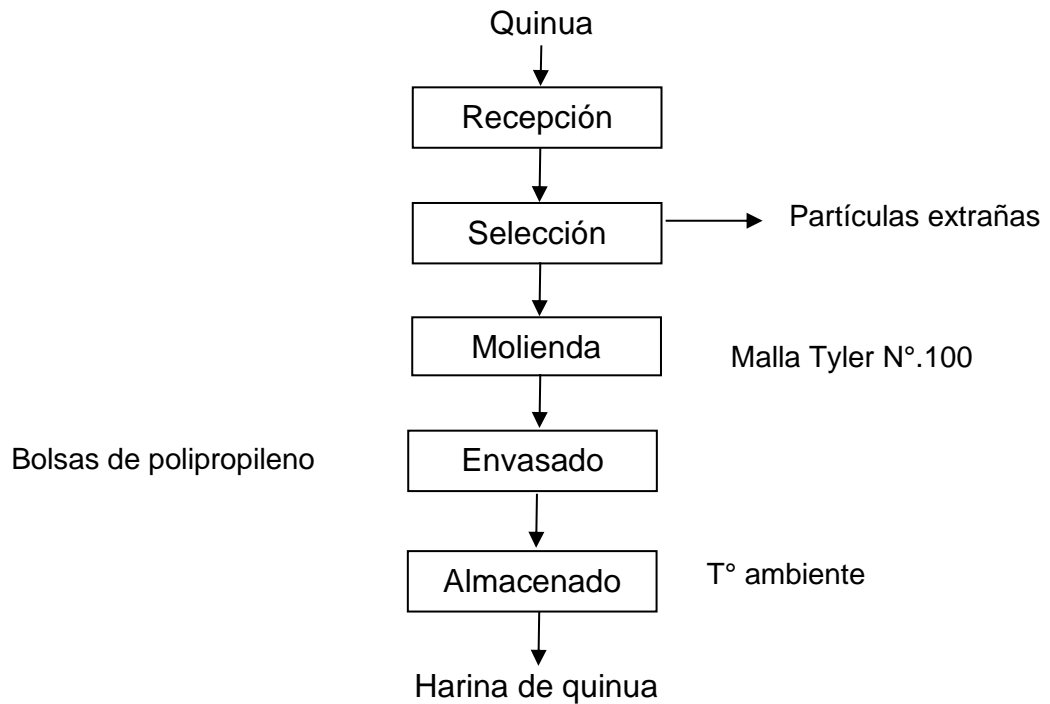 Quinua
Recepción
Selección
Partículas extrañas
Molienda
Malla Tyler N°.100
Bolsas de polipropileno
Envasado
Almacenado
T° ambiente
Harina de quinua